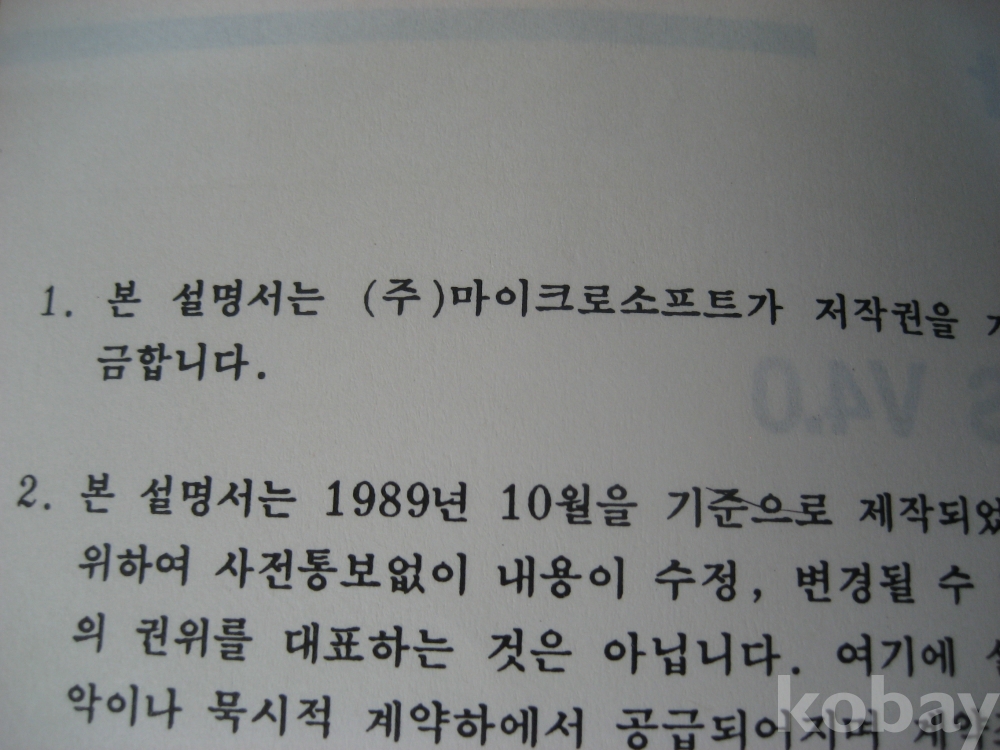 1. 본 설명서는 (주)마이크로소프트가 저작권을
금합니다.
S V4.0
2. 본 설명서는 1989년 10월을 기준으로 제작되었
위하여 사전통보없이 내용이 수정, 변경될 수
의 권위를 대표하는 것은 아닙니다. 여기에
악이나 묵시적 계약하에서 공급되어지며
kobay